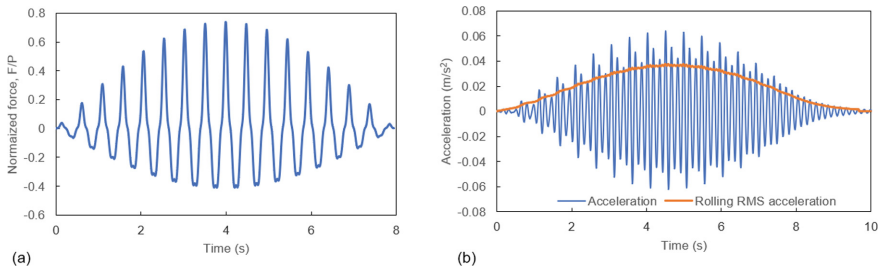 0.8
0.6
0.4
0.2
0
-0.2
-0.4
0.6
Normaized force, F/P
0 2 4 6 8
Time (s)
(a)
0.08
0.06
0.04
0.02
0.00
-0.02
-0.04
-0.06
-0.08
Acceleration (m/s²)
Acceleration Rolling RMS acceleration
0 2 4 6 8 10
Time (s)
(b)